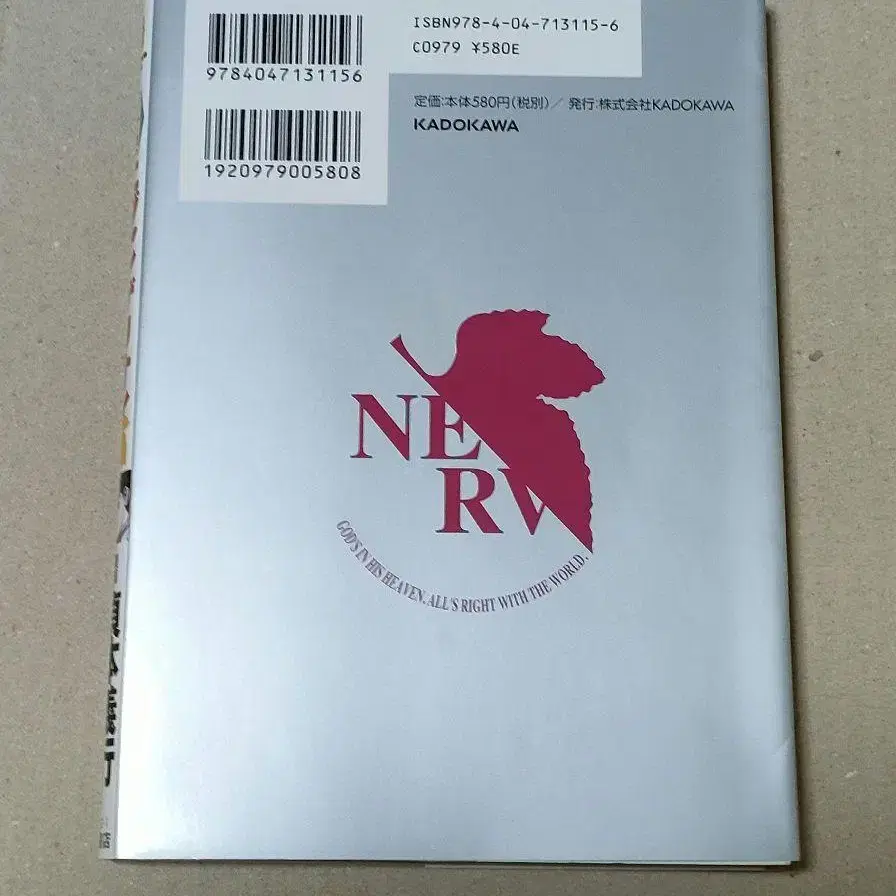 ISBN978-4-04-713115-6
C0979 ¥580E
9784047131156
定価:本体580円(税別)/ 発行:株式会社KADOKAWA
KADOKAWA
1920979005808
NE
RV
GOD'S IN HIS HEAVEN. ALL'S RIGHT WITH THE WORLD.